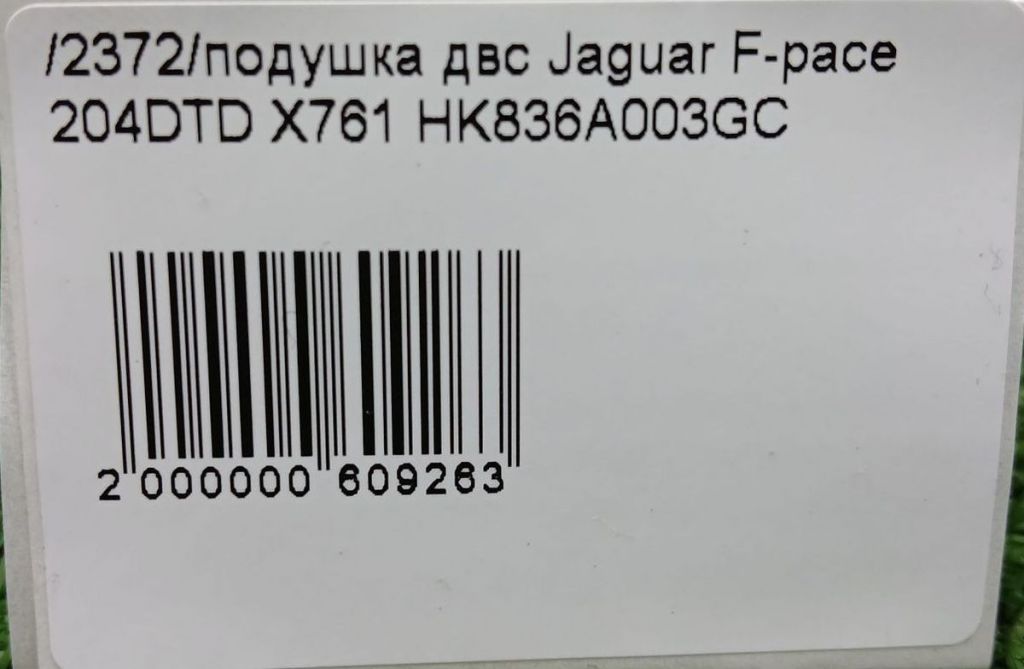 /2372/подушка двс Jaguar F-pace
204DTD X761 HK836A003GC
2 000000 609263